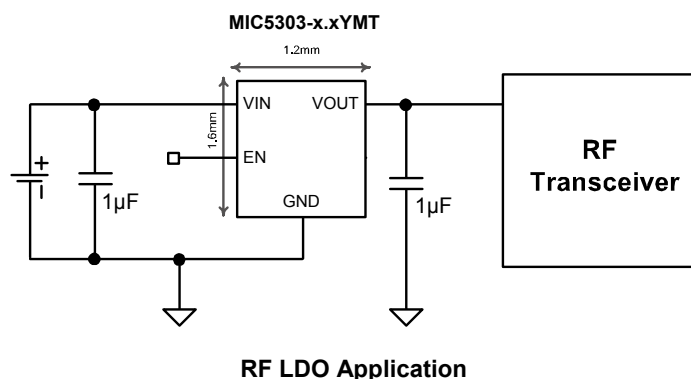 MIC5303-x.xYMT
1.2mm
1.6mm
VIN
VOUT
EN
GND
+
–
1µF
1µF
RF
Transceiver
RF LDO Application